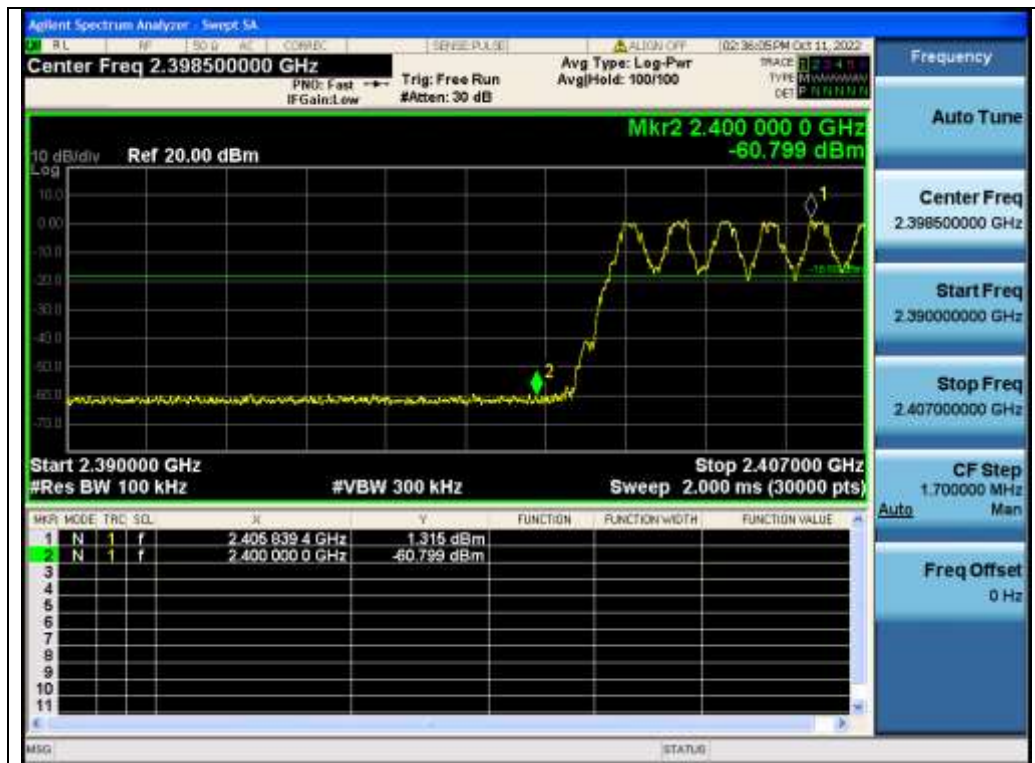 Agilent Spectrum Analyzer - Swept SA
RL RF 50 Ω AC CORREC SENSE:PULSE ALIGN OFF 02:36:05 PM Oct 11, 2022
Center Freq 2.398500000 GHz
PNO: Fast
IFGain:Low
Trig: Free Run
#Atten: 30 dB
Avg Type: Log-Pwr
Avg|Hold: 100/100
TRACE 1 2 3 4 5 6
TYPE M
DET P N N N N N
Mkr2 2.400 000 0 GHz
-60.799 dBm
10 dB/div Ref 20.00 dBm
Log
10.0
0.00
-10.0
-20.0
-30.0
-40.0
-50.0
-60.0
-70.0
1
2
Start 2.390000 GHz Stop 2.407000 GHz
#Res BW 100 kHz #VBW 300 kHz Sweep 2.000 ms (30000 pts)
MKR MODE TRC SCL X Y FUNCTION FUNCTION WIDTH FUNCTION VALUE
1 N 1 f 2.405 839 4 GHz 1.315 dBm
2 N 1 f 2.400 000 0 GHz -60.799 dBm
3
4
5
6
7
8
9
10
11
MSG STATUS
Frequency
Auto Tune
Center Freq
2.398500000 GHz
Start Freq
2.390000000 GHz
Stop Freq
2.407000000 GHz
CF Step
1.700000 MHz
Auto Man
Freq Offset
0 Hz